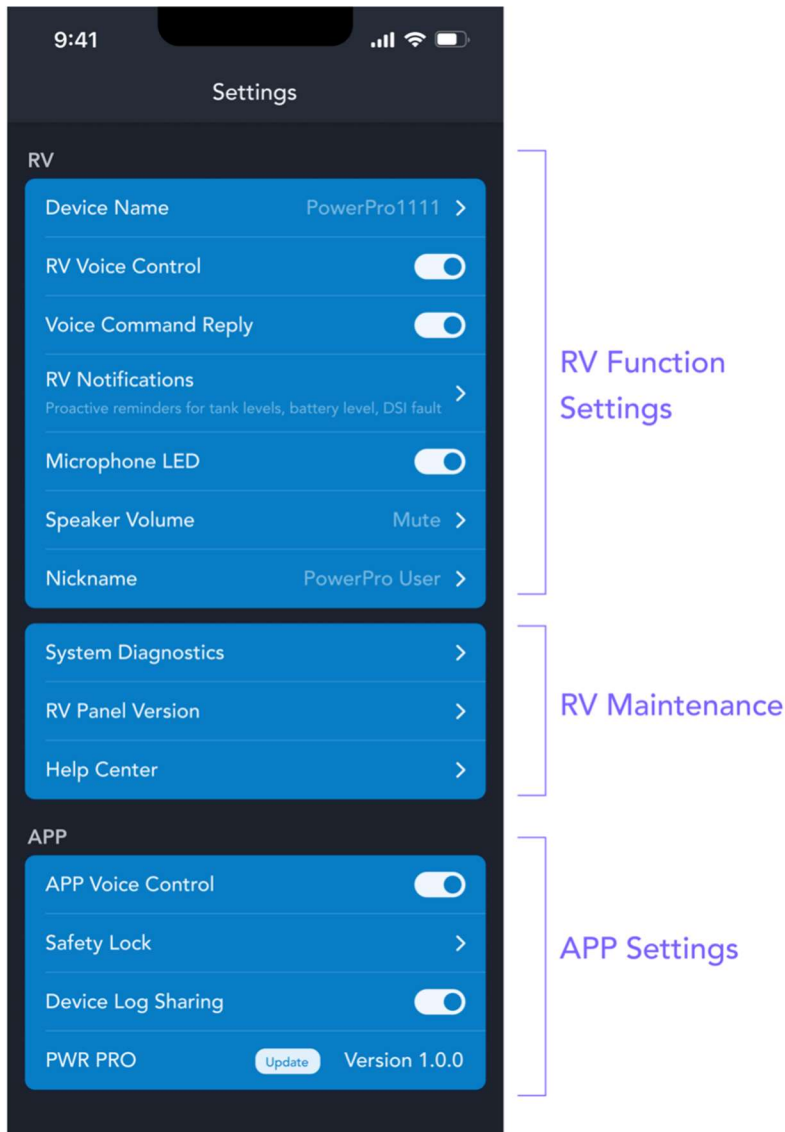 9:41
Settings
RV
Device Name PowerPro1111
RV Voice Control
Voice Command Reply
RV Notifications
Proactive reminders for tank levels, battery level, DSI fault
Microphone LED
Speaker Volume Mute
Nickname PowerPro User
RV Function
Settings
System Diagnostics
RV Panel Version
Help Center
RV Maintenance
APP
APP Voice Control
Safety Lock
Device Log Sharing
PWR PRO Update Version 1.0.0
APP Settings